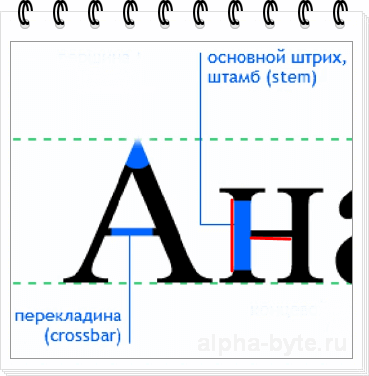 основной штрих,
штамб (stem)
Ана
перекладина
(crossbar)
alpha-byte.ru